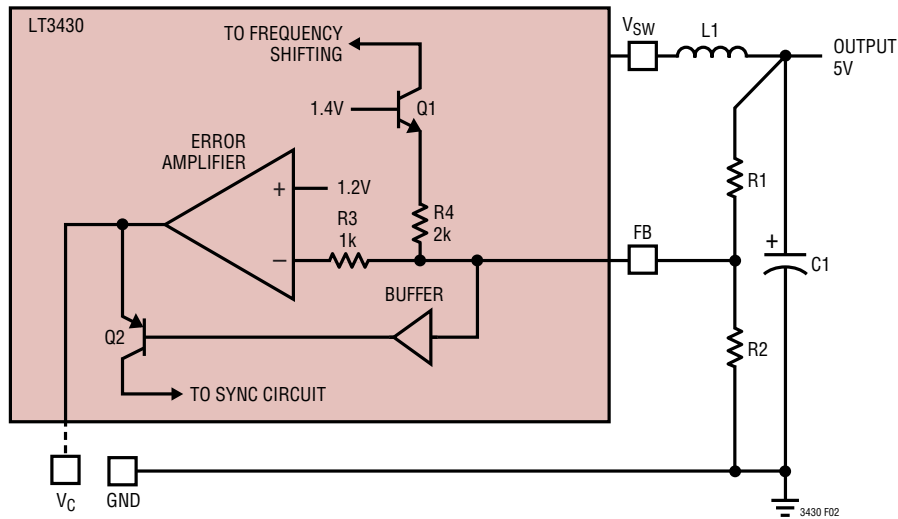 LT3430
TO FREQUENCY
SHIFTING
VSW
L1
OUTPUT
5V
1.4V
Q1
ERROR
AMPLIFIER
+
1.2V
R3
1k
R4
2k
R1
–
FB
+
C1
BUFFER
Q2
R2
TO SYNC CIRCUIT
VC
GND
3430 F02